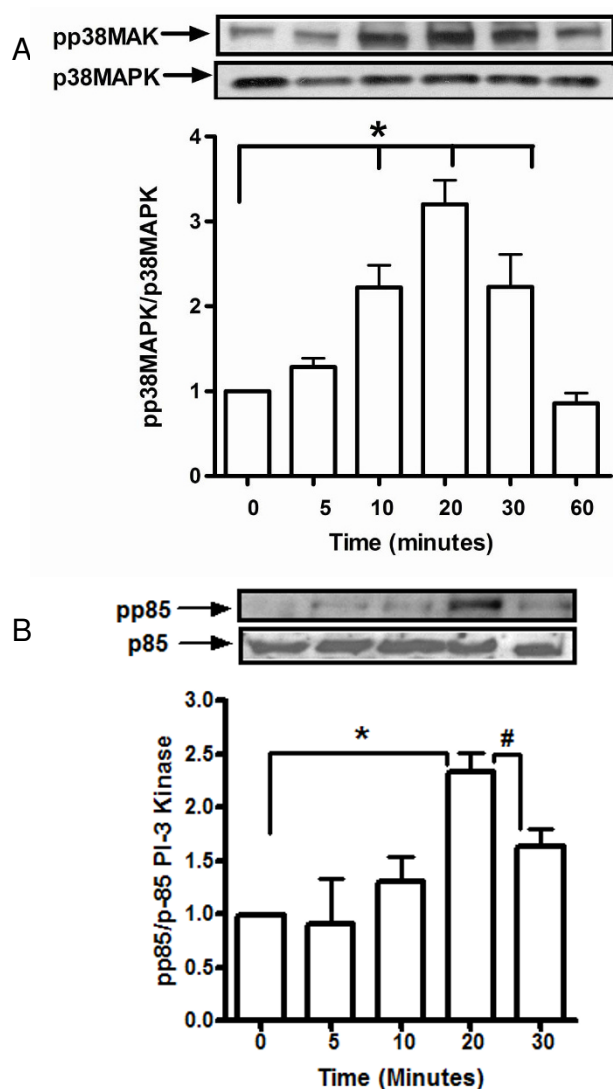 A
pp38MAK
p38MAPK
*
pp38MAPK/p38MAPK
4
3
2
1
0
0 5 10 20 30 60
Time (minutes)
B
pp85
p85
* #
pp85/p-85 PI-3 Kinase
3.0
2.5
2.0
1.5
1.0
0.5
0.0
0 5 10 20 30
Time (Minutes)